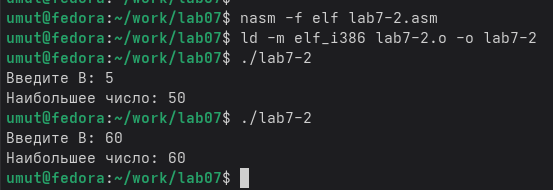 umut@fedora:~/work/lab07$ nasm -f elf lab7-2.asm
umut@fedora:~/work/lab07$ ld -m elf_i386 lab7-2.o -o lab7-2
umut@fedora:~/work/lab07$ ./lab7-2
Введите B: 5
Наибольшее число: 50
umut@fedora:~/work/lab07$ ./lab7-2
Введите B: 60
Наибольшее число: 60
umut@fedora:~/work/lab07$